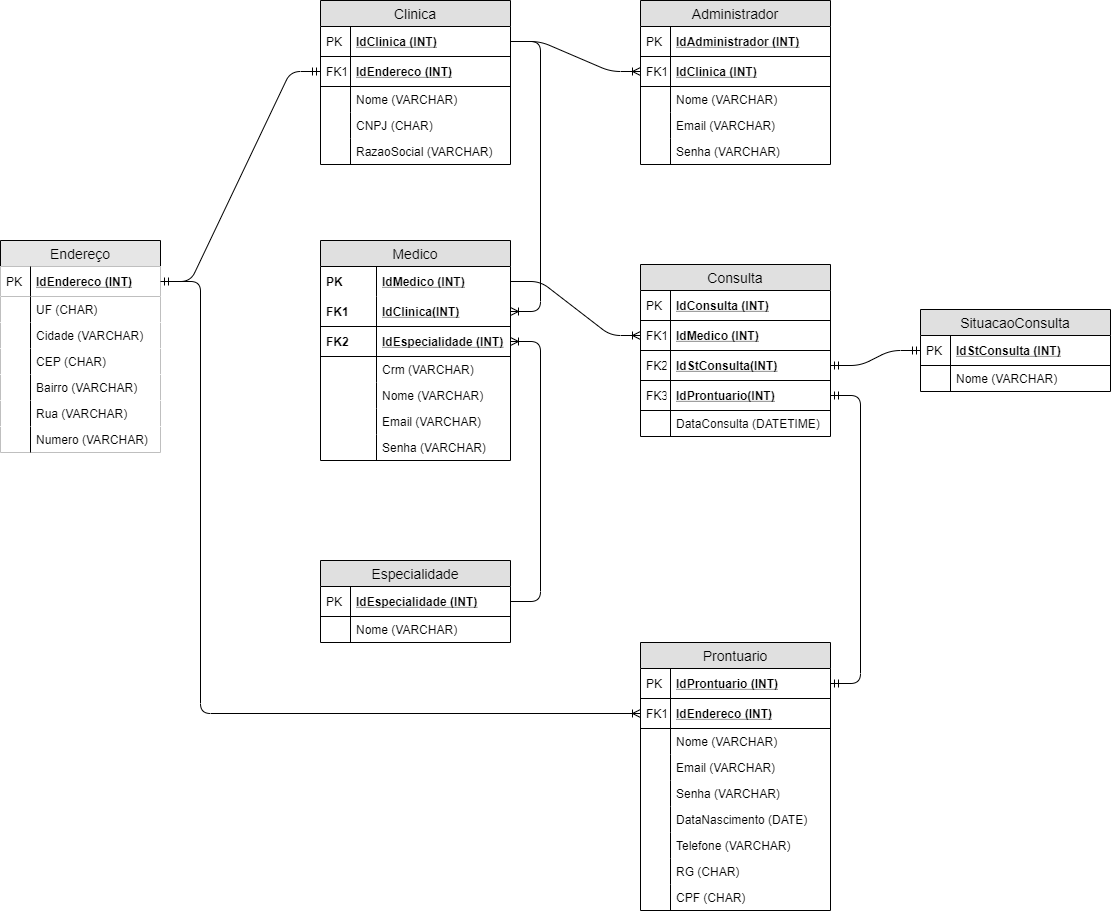 Clinica
PK IdClinica (INT)
FK1 IdEndereco (INT)
Nome (VARCHAR)
CNPJ (CHAR)
RazaoSocial (VARCHAR)
Administrador
PK IdAdministrador (INT)
FK1 IdClinica (INT)
Nome (VARCHAR)
Email (VARCHAR)
Senha (VARCHAR)
Endereço
PK IdEndereco (INT)
UF (CHAR)
Cidade (VARCHAR)
CEP (CHAR)
Bairro (VARCHAR)
Rua (VARCHAR)
Numero (VARCHAR)
Medico
PK IdMedico (INT)
FK1 IdClinica(INT)
FK2 IdEspecialidade (INT)
Crm (VARCHAR)
Nome (VARCHAR)
Email (VARCHAR)
Senha (VARCHAR)
Consulta
PK IdConsulta (INT)
FK1 IdMedico (INT)
FK2 IdStConsulta(INT)
FK3 IdProntuario(INT)
DataConsulta (DATETIME)
SituacaoConsulta
PK IdStConsulta (INT)
Nome (VARCHAR)
Especialidade
PK IdEspecialidade (INT)
Nome (VARCHAR)
Prontuario
PK IdProntuario (INT)
FK1 IdEndereco (INT)
Nome (VARCHAR)
Email (VARCHAR)
Senha (VARCHAR)
DataNascimento (DATE)
Telefone (VARCHAR)
RG (CHAR)
CPF (CHAR)